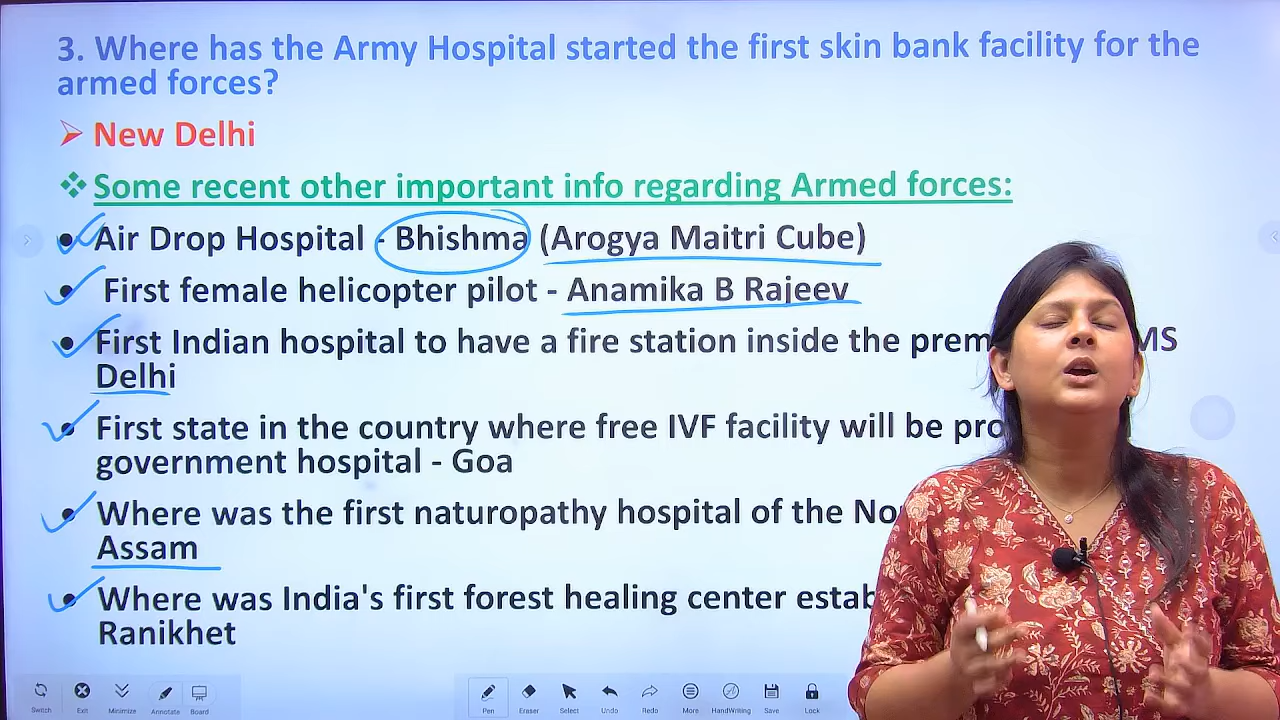 3. Where has the Army Hospital started the first skin bank facility for the
armed forces?
New Delhi
Some recent other important info regarding Armed forces:
Air Drop Hospital - Bhishma (Arogya Maitri Cube)
First female helicopter pilot - Anamika B Rajeev
First Indian hospital to have a fire station inside the MS
Delhi
First state in the country where free IVF facility will be
government hospital - Goa
Where was the first naturopathy hospital of the
Assam
Where was India's first forest healing center
Ranikhet
Switch Exit Minimize Annotate Board Pen Eraser Select Undo Redo More HandWriting Save Lock